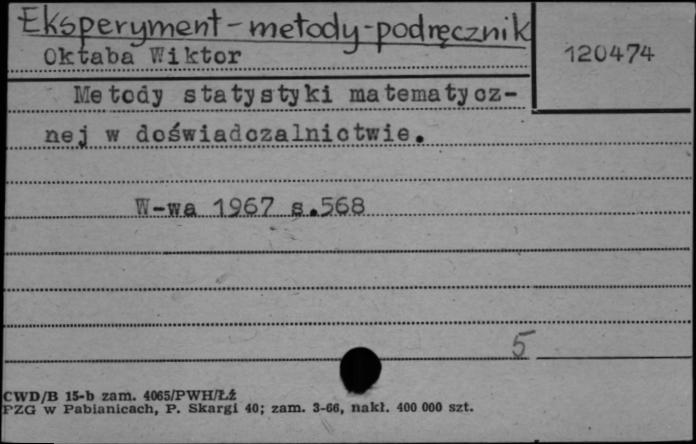 Eksperyment - metody - podręcznik
Oktaba Wiktor
120474
Metody statystyki matematycz-
nej w doświadczalnictwie.
W-wa 1967 s.568
5
CWD/B 15-b zam. 4065/PWH/Łź
PZG w Pabianicach, P. Skargi 40; zam. 3-66, nakł. 400 000 szt.